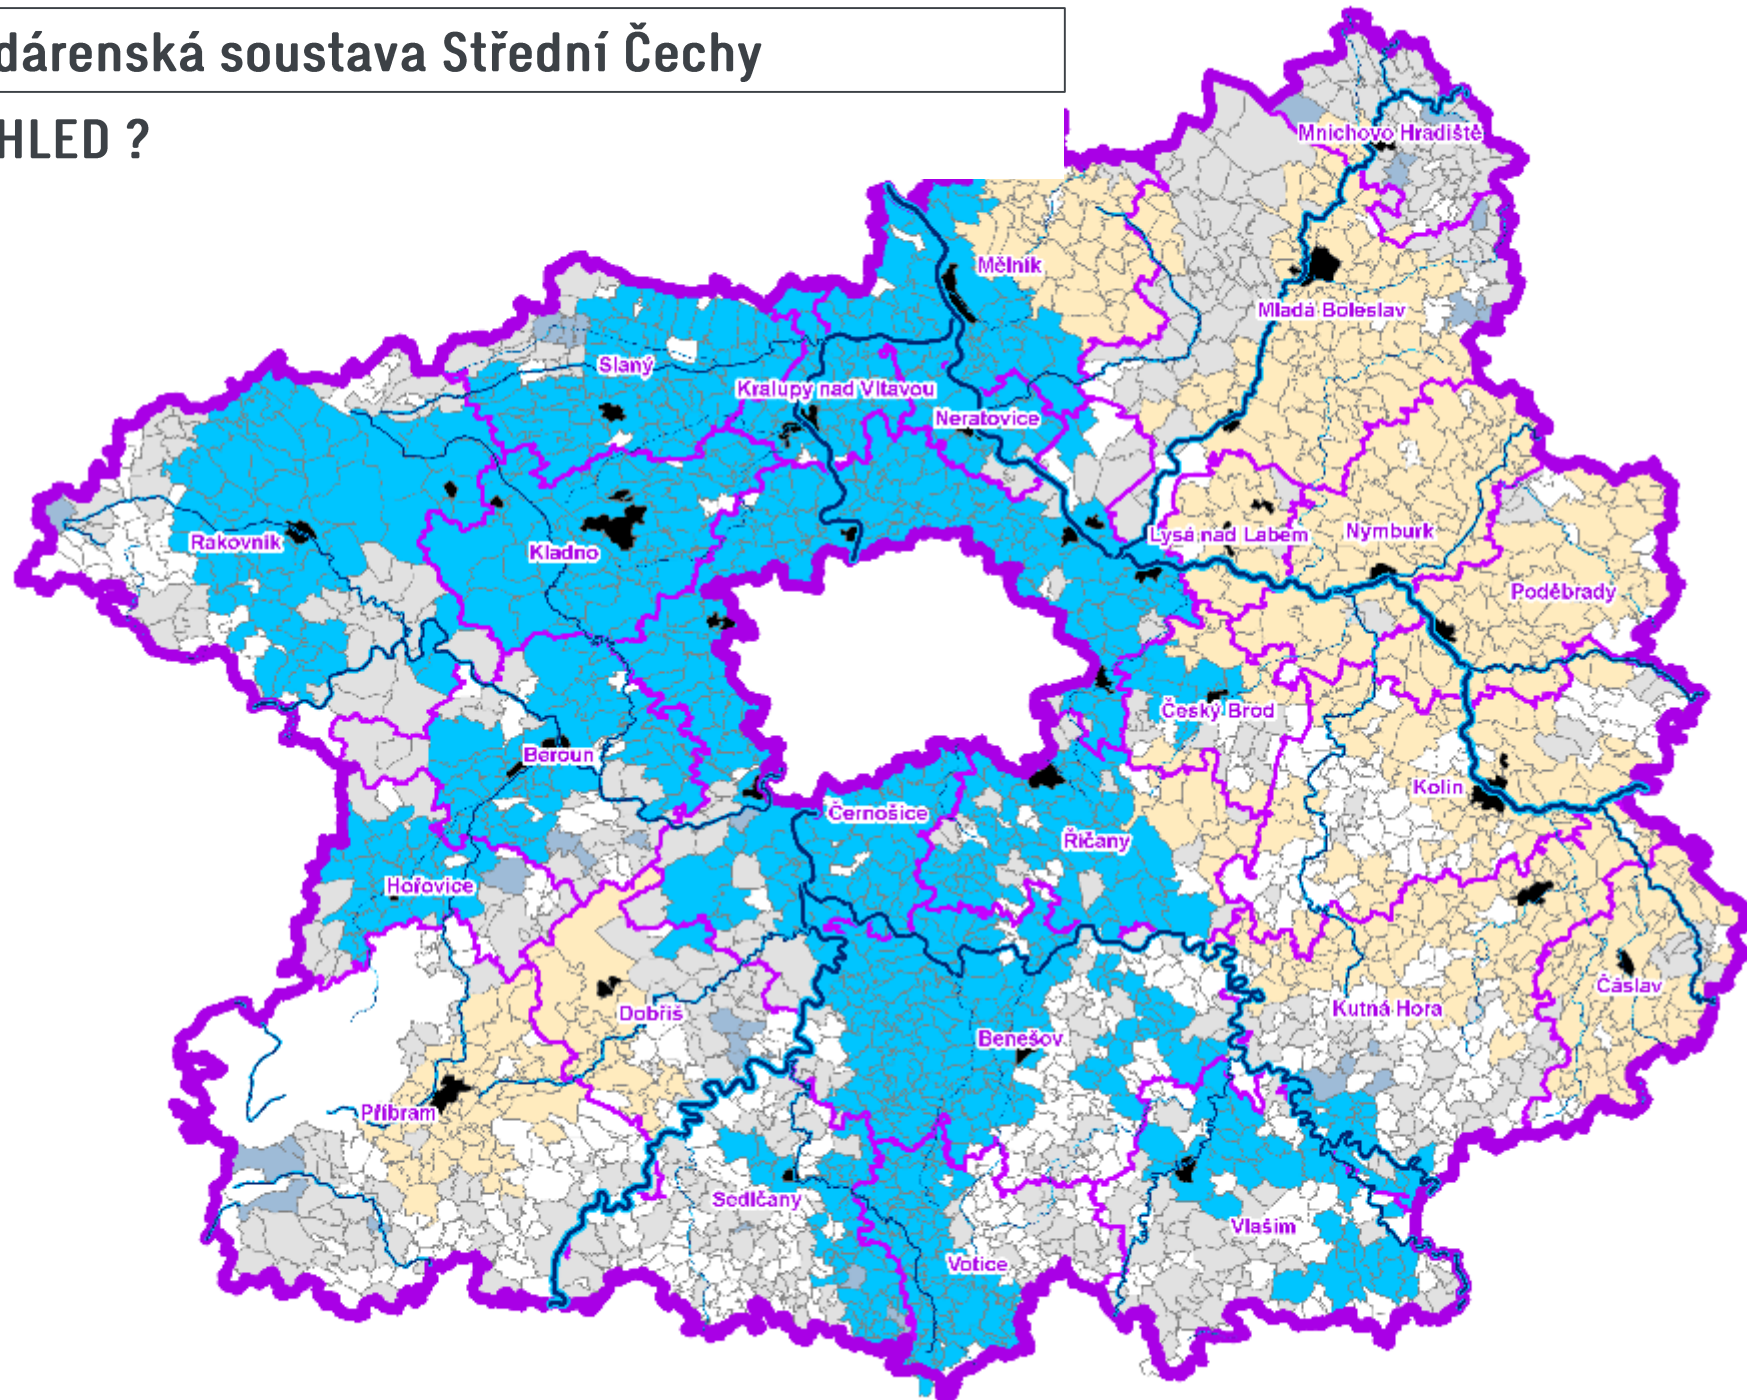 dárenská soustava Střední Čechy
HLED ?
Mnichovo Hradiště
Mělník
Mladá Boleslav
Slaný
Kralupy nad Vltavou
Neratovice
Rakovník
Kladno
Lysá nad Labem
Nymburk
Poděbrady
Český Brod
Beroun
Kolín
Černošice
Říčany
Hořovice
Čáslav
Dobříš
Kutná Hora
Benešov
Příbram
Sedlčany
Vlašim
Votice